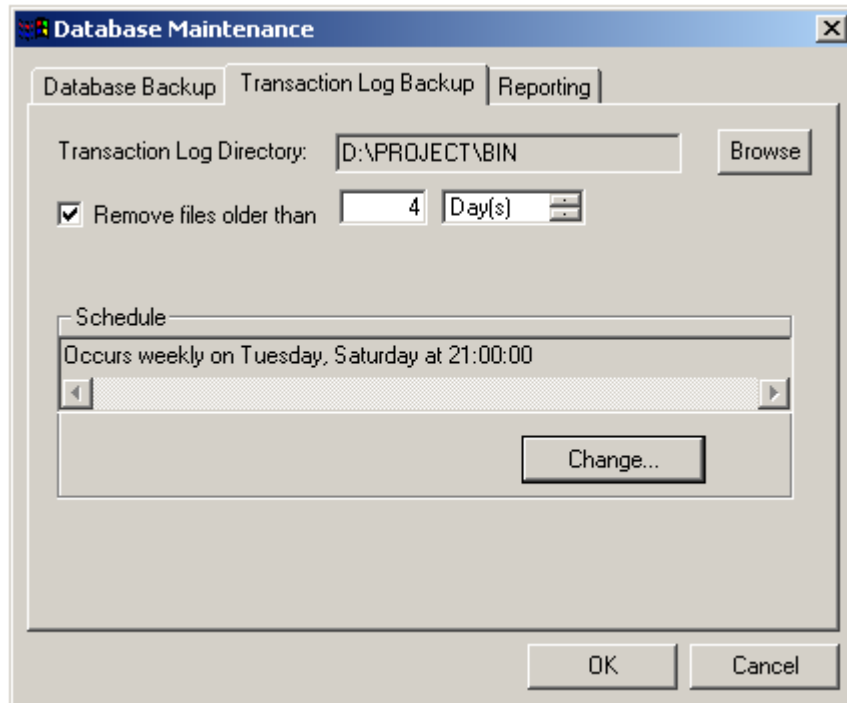 Database Maintenance
Database Backup Transaction Log Backup Reporting
Transaction Log Directory: D:\PROJECT\BIN Browse
Remove files older than 4 Day(s)
Schedule
Occurs weekly on Tuesday, Saturday at 21:00:00
Change...
OK Cancel